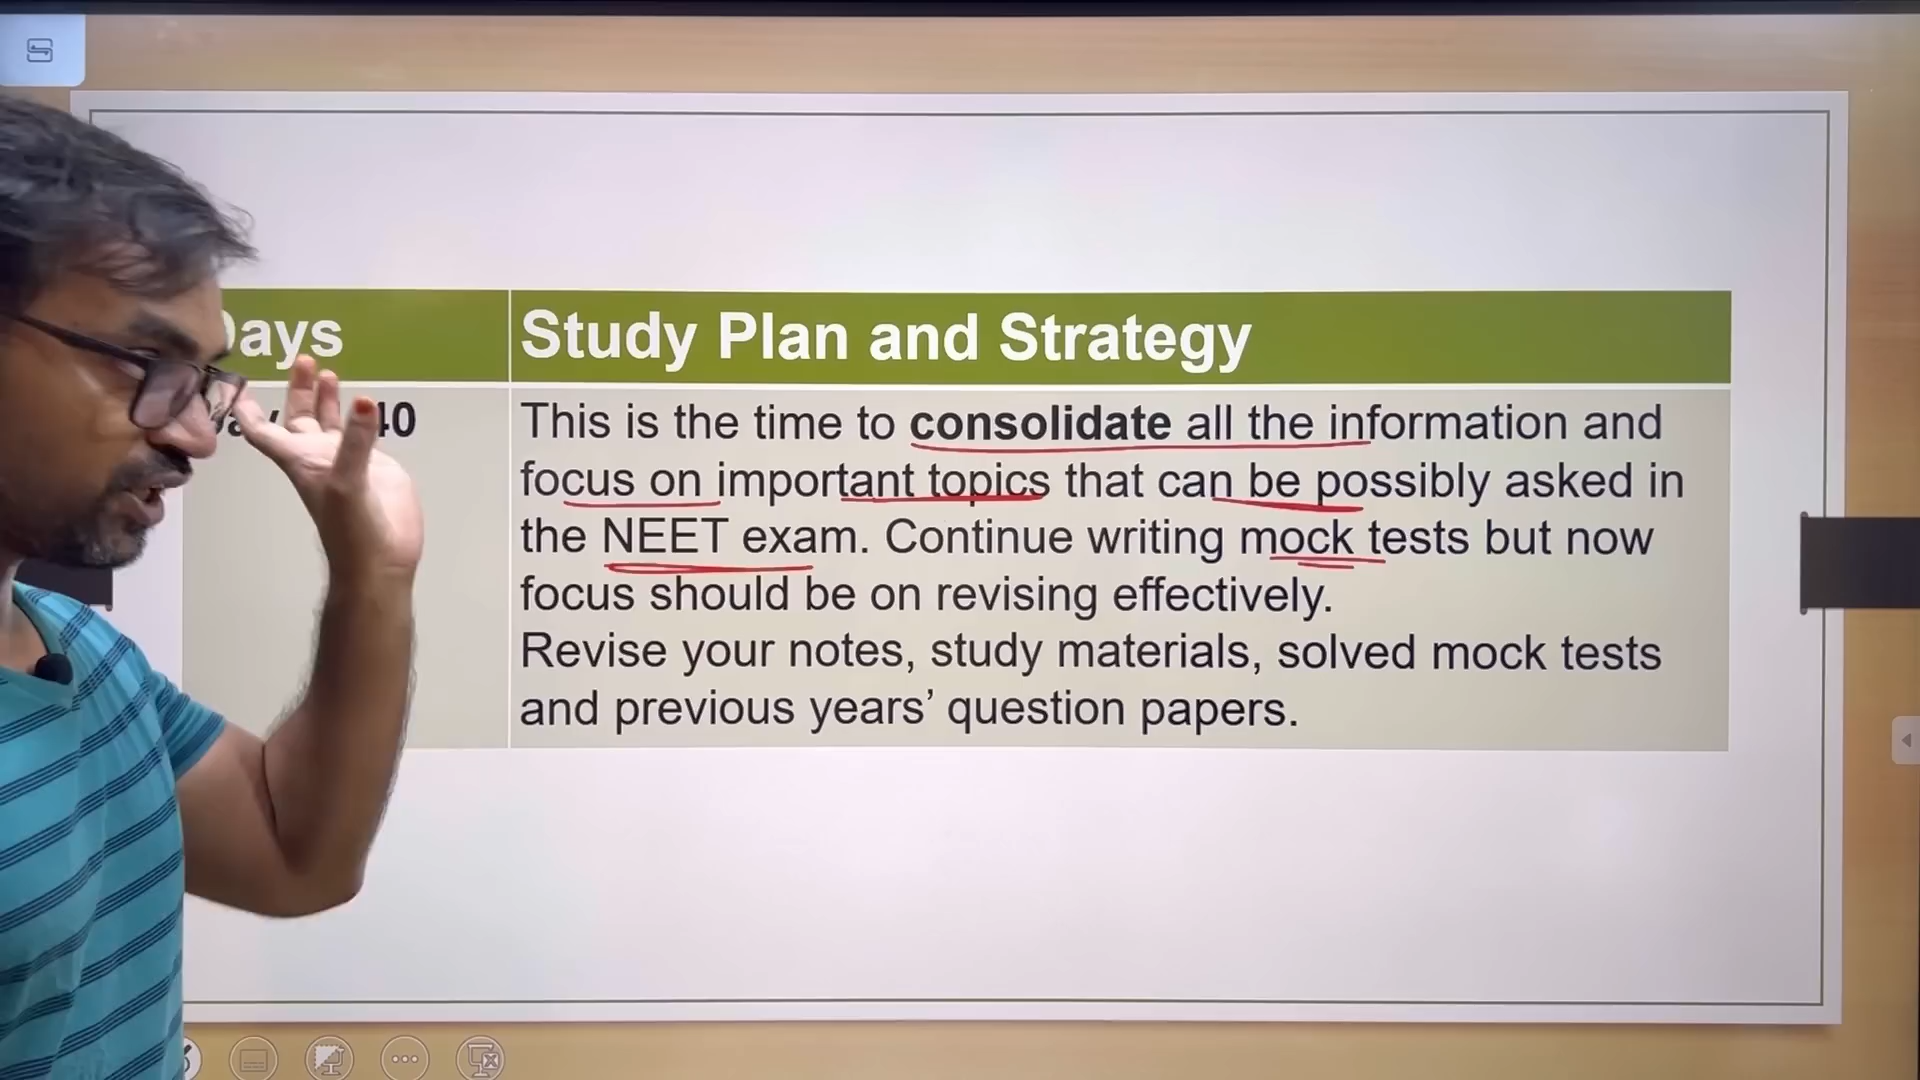 Days
Study Plan and Strategy
40
This is the time to consolidate all the information and
focus on important topics that can be possibly asked in
the NEET exam. Continue writing mock tests but now
focus should be on revising effectively.
Revise your notes, study materials, solved mock tests
and previous years’ question papers.